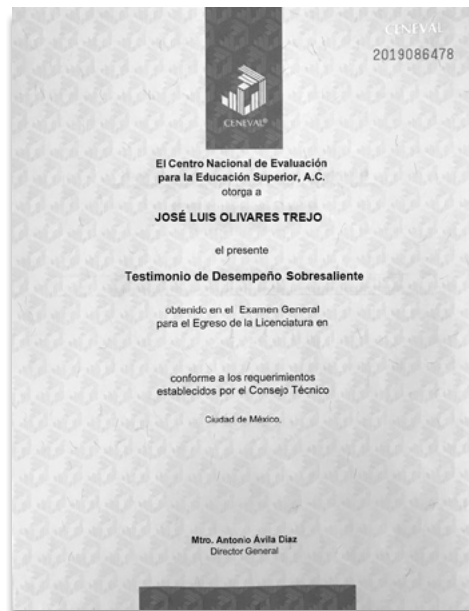 CENEVAL
2019086478
CENEVAL®
El Centro Nacional de Evaluación
para la Educación Superior, A.C.
otorga a
JOSÉ LUIS OLIVARES TREJO
el presente
Testimonio de Desempeño Sobresaliente
obtenido en el Examen General
para el Egreso de la Licenciatura en
conforme a los requerimientos
establecidos por el Consejo Técnico
Ciudad de México,
Mtro. Antonio Ávila Díaz
Director General